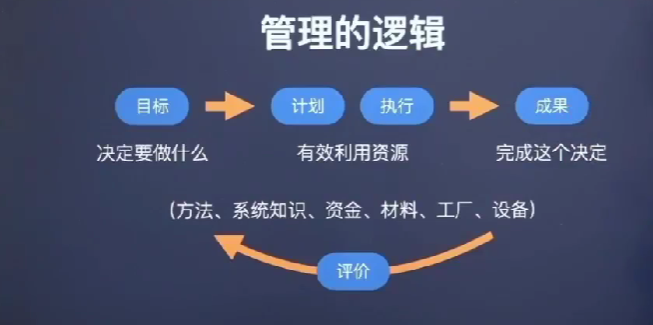 管理的逻辑
目标 计划 执行 成果
决定要做什么 有效利用资源 完成这个决定
(方法、系统知识、资金、材料、工厂、设备)
评价